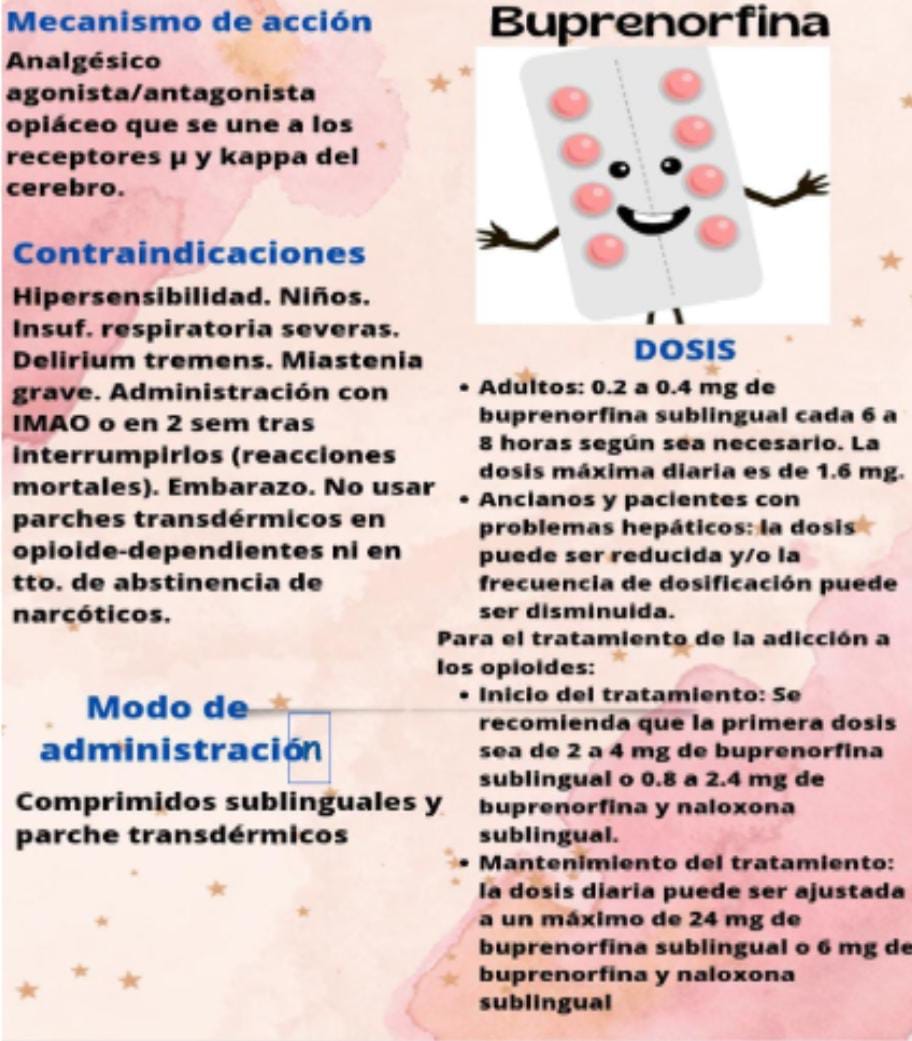 Mecanismo de acción
Analgésico
agonista/antagonista
opiáceo que se une a los
receptores μ y kappa del
cerebro.
Contraindicaciones
Hipersensibilidad. Niños.
Insuf. respiratoria severas.
Delirium tremens. Miastenia
grave. Administración con
IMAO o en 2 sem tras
interrumpirlos (reacciones
mortales). Embarazo. No usar
parches transdérmicos en
opioide-dependientes ni en
tto. de abstinencia de
narcóticos.
Modo de
administración
Comprimidos sublinguales y
parche transdérmicos
Buprenorfina
DOSIS
• Adultos: 0.2 a 0.4 mg de
buprenorfina sublingual cada 6 a
8 horas según sea necesario. La
dosis máxima diaria es de 1.6 mg.
• Ancianos y pacientes con
problemas hepáticos: la dosis
puede ser reducida y/o la
frecuencia de dosificación puede
ser disminuida.
Para el tratamiento de la adicción a
los opioides:
• Inicio del tratamiento: Se
recomienda que la primera dosis
sea de 2 a 4 mg de buprenorfina
sublingual o 0.8 a 2.4 mg de
buprenorfina y naloxona
sublingual.
• Mantenimiento del tratamiento:
la dosis diaria puede ser ajustada
a un máximo de 24 mg de
buprenorfina sublingual o 6 mg de
buprenorfina y naloxona
sublingual